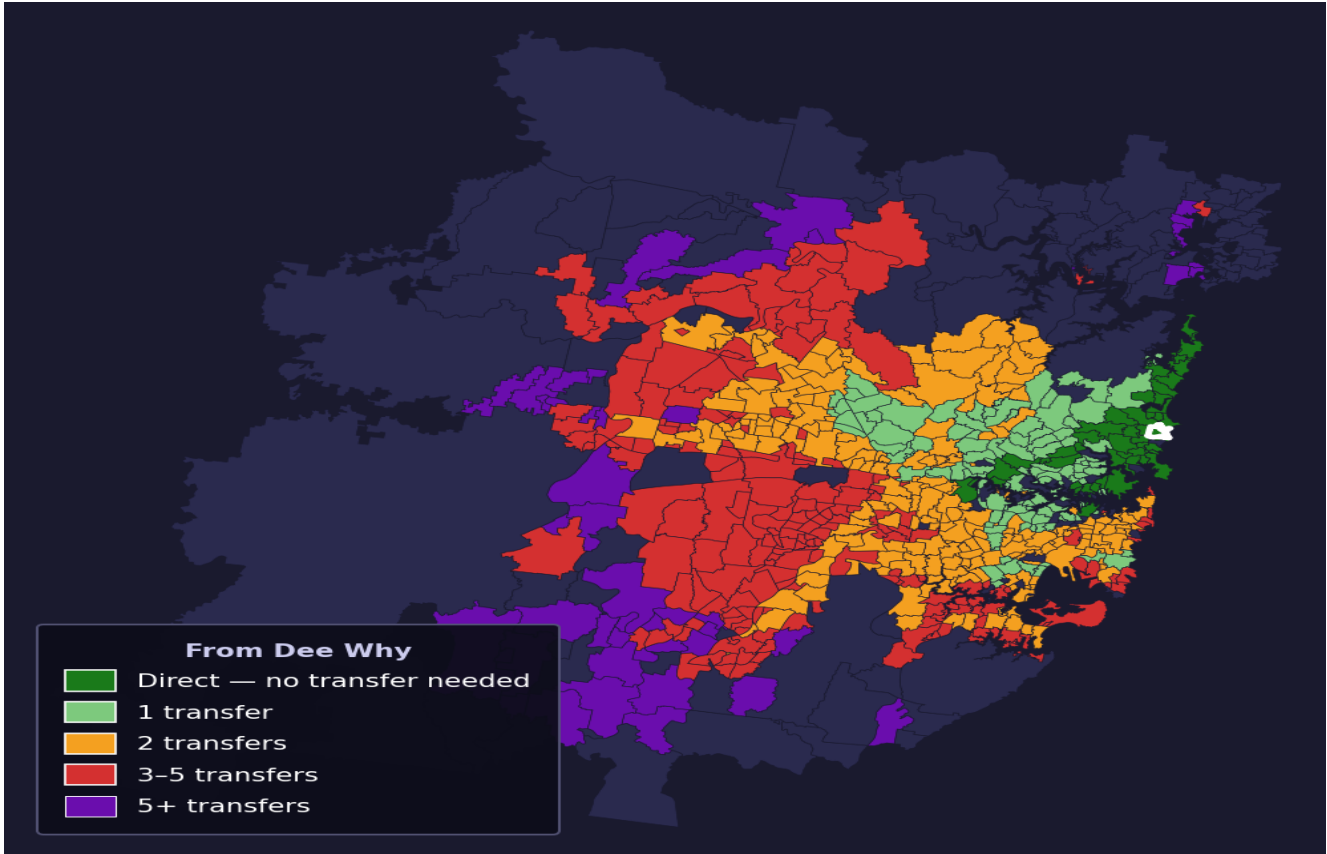 From Dee Why
Direct — no transfer needed
1 transfer
2 transfers
3–5 transfers
5+ transfers